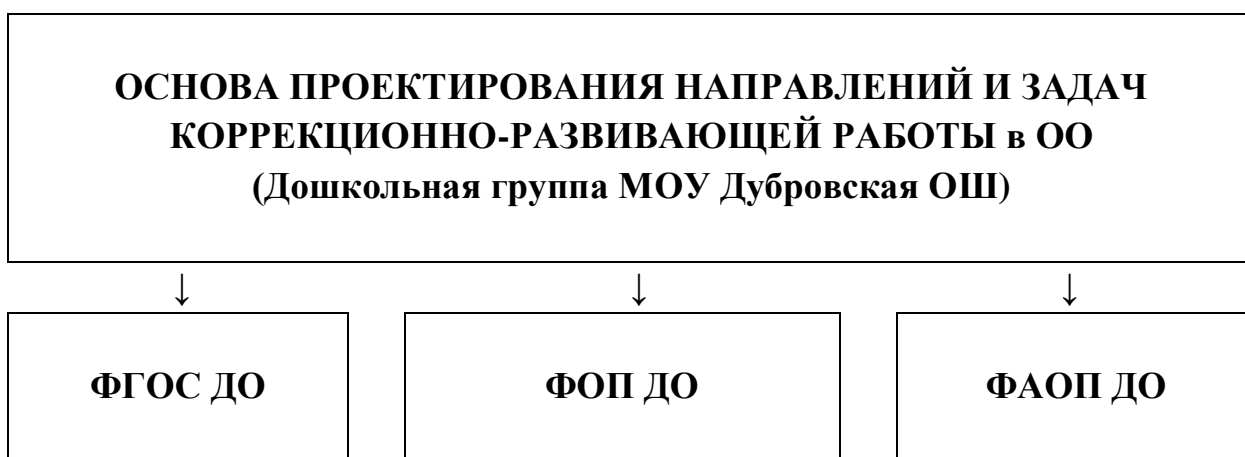 ОСНОВА ПРОЕКТИРОВАНИЯ НАПРАВЛЕНИЙ И ЗАДАЧ
КОРРЕКЦИОННО-РАЗВИВАЮЩЕЙ РАБОТЫ в ОО
(Дошкольная группа МОУ Дубровская ОШ)
↓ ↓ ↓
ФГОС ДО ФОП ДО ФАОП ДО